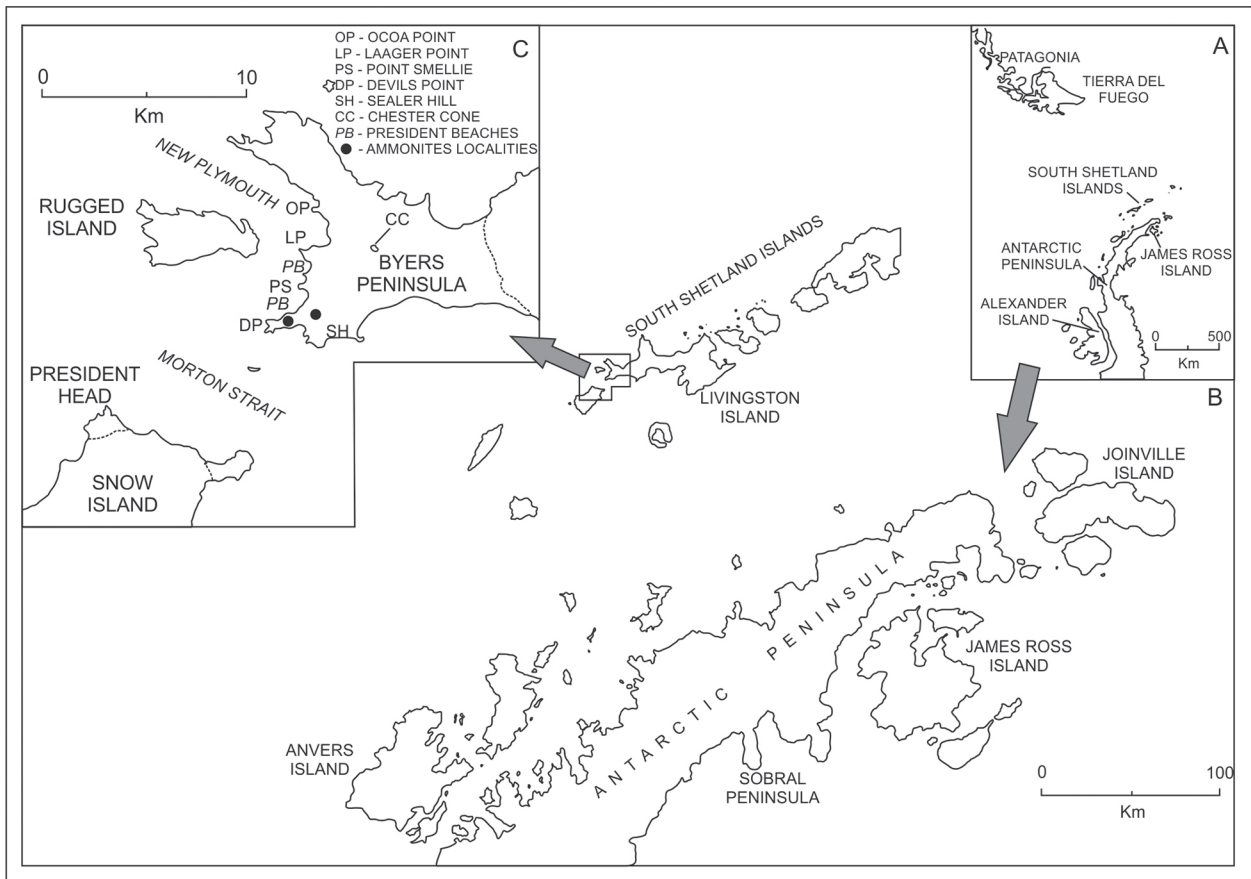 C
OP - OCOA POINT
LP - LAAGER POINT
PS - POINT SMELLIE
DP - DEVILS POINT
SH - SEALER HILL
CC - CHESTER CONE
PB - PRESIDENT BEACHES
- AMMONITES LOCALITIES
0 10
Km
NEW PLYMOUTH
RUGGED
ISLAND
OP
LP
CC
PB
BYERS
PENINSULA
PS
PB
DP
SH
MORTON STRAIT
PRESIDENT
HEAD
SNOW
ISLAND
A
PATAGONIA
TIERRA DEL
FUEGO
SOUTH SHETLAND
ISLANDS
ANTARCTIC
PENINSULA
JAMES ROSS
ISLAND
ALEXANDER
ISLAND
0 500
Km
B
SOUTH SHETLAND ISLANDS
LIVINGSTON
ISLAND
JOINVILLE
ISLAND
ANTARCTIC PENINSULA
JAMES ROSS
ISLAND
ANVERS
ISLAND
SOBRAL
PENINSULA
0 100
Km